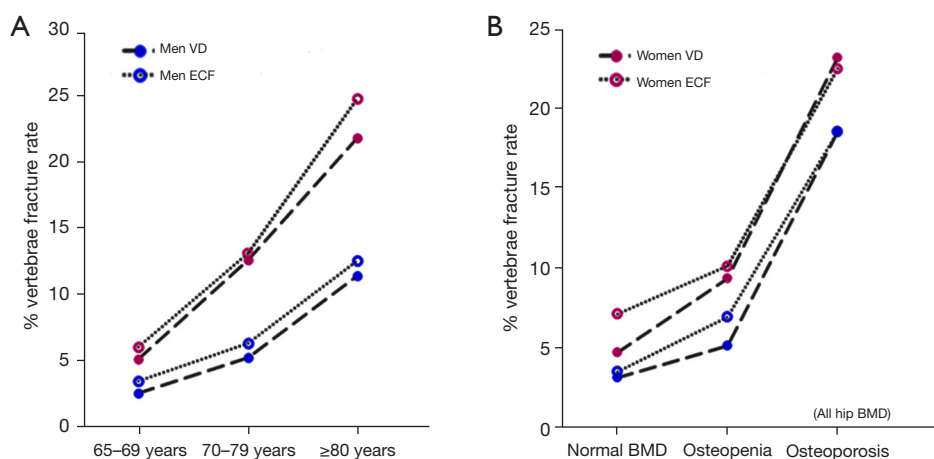 A
% vertebrae fracture rate
30
25
20
15
10
5
0
Men VD
Men ECF
65–69 years 70–79 years ≥80 years
B
% vertebrae fracture rate
25
20
15
10
5
0
Women VD
Women ECF
(All hip BMD)
Normal BMD Osteopenia Osteoporosis